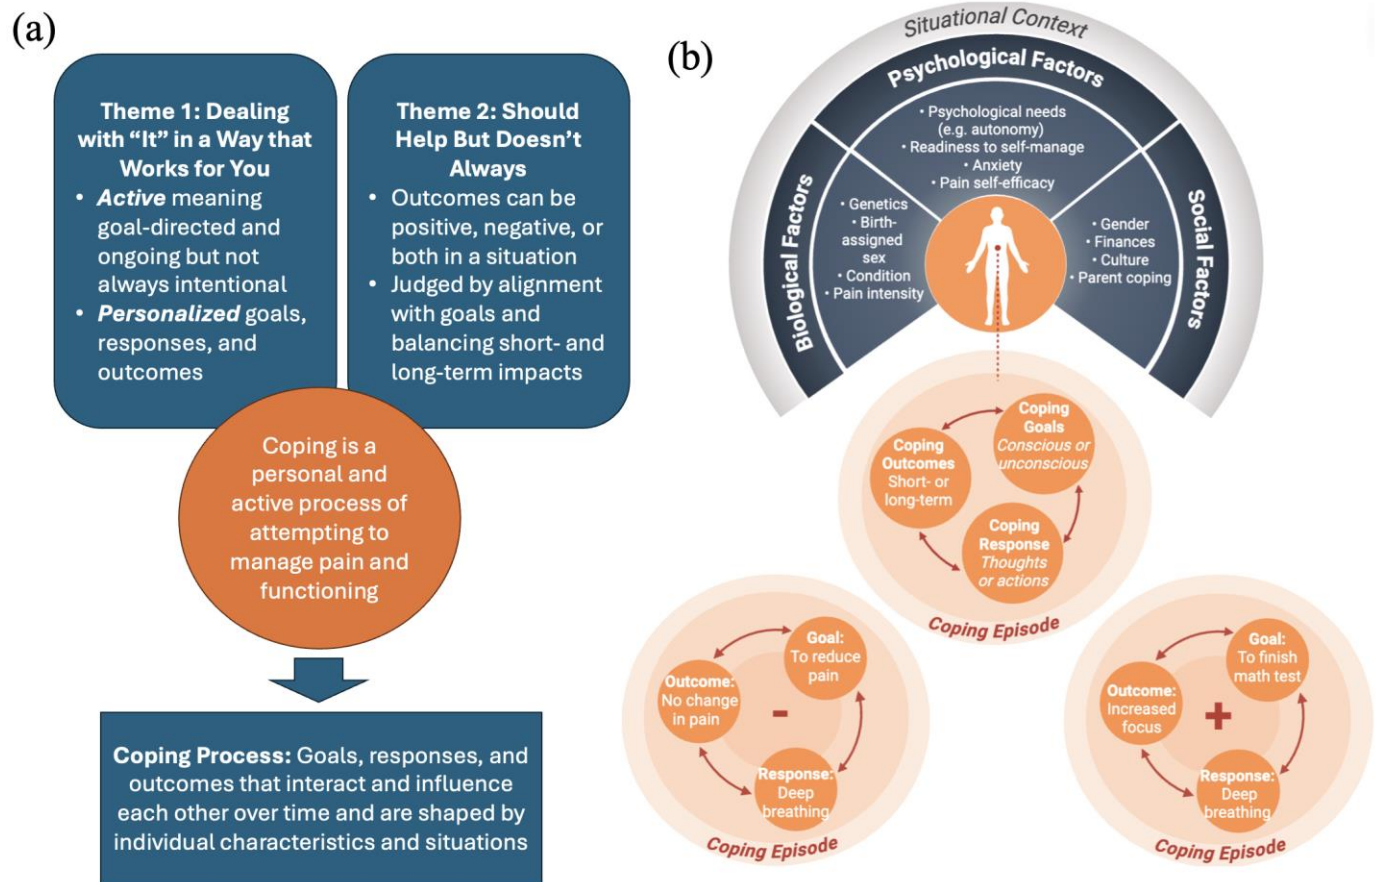 (a)
Theme 1: Dealing
with “It” in a Way that
Works for You
• Active meaning
goal-directed and
ongoing but not
always intentional
• Personalized goals,
responses, and
outcomes
Theme 2: Should
Help But Doesn’t
Always
• Outcomes can be
positive, negative, or
both in a situation
• Judged by alignment
with goals and
balancing short- and
long-term impacts
Coping is a
personal and
active process of
attempting to
manage pain and
functioning
Coping Process: Goals, responses, and
outcomes that interact and influence
each other over time and are shaped by
individual characteristics and situations
(b)
Situational Context
Psychological Factors
• Psychological needs
(e.g. autonomy)
• Readiness to self-manage
• Anxiety
• Pain self-efficacy
Biological Factors
• Genetics
• Birth-
assigned
sex
• Condition
• Pain intensity
Social Factors
• Gender
• Finances
• Culture
• Parent coping
Coping
Goals
Conscious or
unconscious
Coping
Outcomes
Short- or
long-term
Coping
Response
Thoughts
or actions
Coping Episode
Goal:
To reduce
pain
Outcome:
No change
in pain
-
Response:
Deep
breathing
Coping Episode
Goal:
To finish
math test
Outcome:
Increased
focus
+
Response:
Deep
breathing
Coping Episode